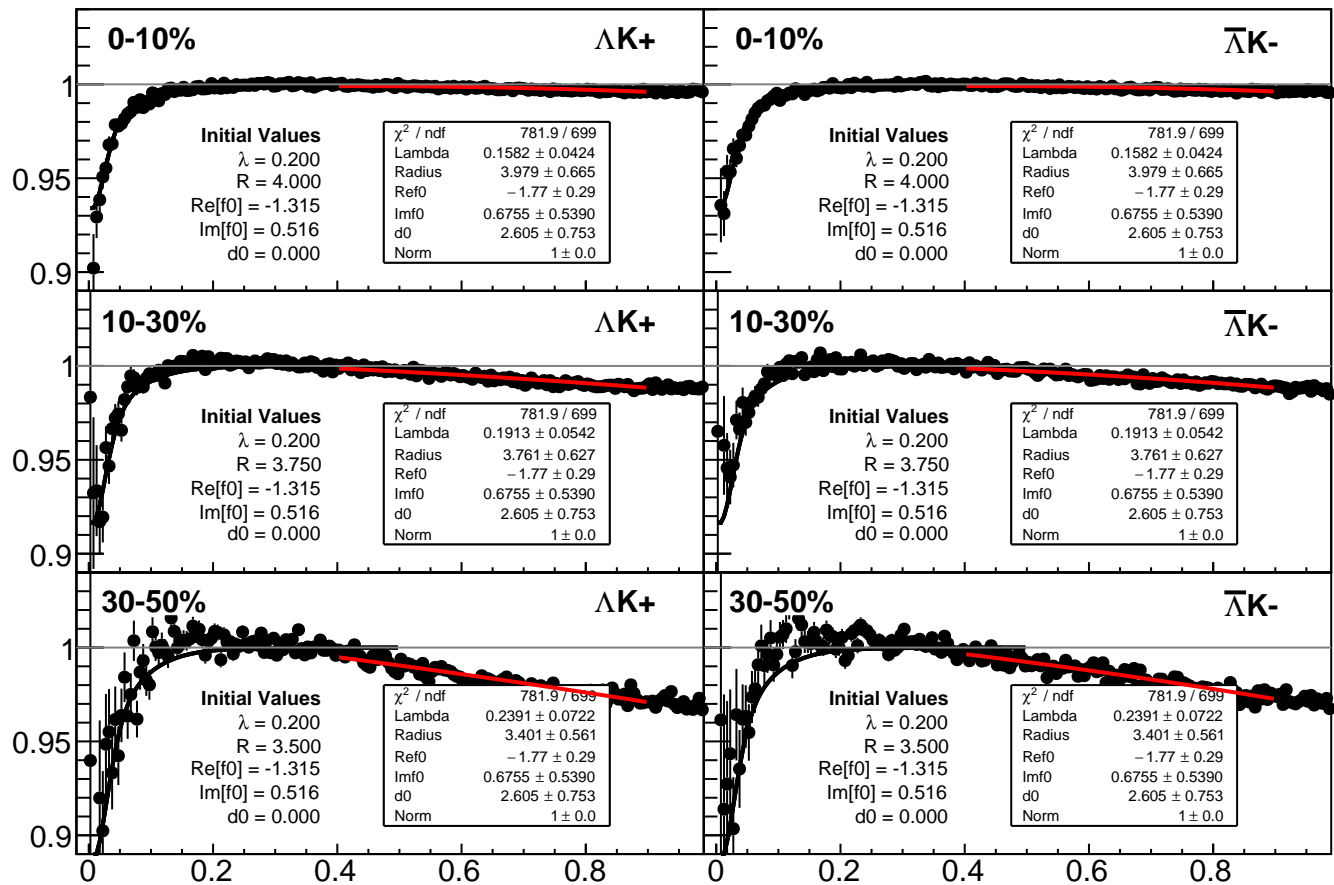 0-10% ΛK+
1
0.95
0.9
Initial Values
λ = 0.200
R = 4.000
Re[f0] = -1.315
Im[f0] = 0.516
d0 = 0.000
χ² / ndf 781.9 / 699
Lambda 0.1582 ± 0.0424
Radius 3.979 ± 0.665
Ref0 −1.77 ± 0.29
Imf0 0.6755 ± 0.5390
d0 2.605 ± 0.753
Norm 1 ± 0.0
0-10% Λ̅K-
Initial Values
λ = 0.200
R = 4.000
Re[f0] = -1.315
Im[f0] = 0.516
d0 = 0.000
χ² / ndf 781.9 / 699
Lambda 0.1582 ± 0.0424
Radius 3.979 ± 0.665
Ref0 −1.77 ± 0.29
Imf0 0.6755 ± 0.5390
d0 2.605 ± 0.753
Norm 1 ± 0.0
10-30% ΛK+
1
0.95
0.9
Initial Values
λ = 0.200
R = 3.750
Re[f0] = -1.315
Im[f0] = 0.516
d0 = 0.000
χ² / ndf 781.9 / 699
Lambda 0.1913 ± 0.0542
Radius 3.761 ± 0.627
Ref0 −1.77 ± 0.29
Imf0 0.6755 ± 0.5390
d0 2.605 ± 0.753
Norm 1 ± 0.0
10-30% Λ̅K-
Initial Values
λ = 0.200
R = 3.750
Re[f0] = -1.315
Im[f0] = 0.516
d0 = 0.000
χ² / ndf 781.9 / 699
Lambda 0.1913 ± 0.0542
Radius 3.761 ± 0.627
Ref0 −1.77 ± 0.29
Imf0 0.6755 ± 0.5390
d0 2.605 ± 0.753
Norm 1 ± 0.0
30-50% ΛK+
1
0.95
0.9
Initial Values
λ = 0.200
R = 3.500
Re[f0] = -1.315
Im[f0] = 0.516
d0 = 0.000
χ² / ndf 781.9 / 699
Lambda 0.2391 ± 0.0722
Radius 3.401 ± 0.561
Ref0 −1.77 ± 0.29
Imf0 0.6755 ± 0.5390
d0 2.605 ± 0.753
Norm 1 ± 0.0
0 0.2 0.4 0.6 0.8
30-50% Λ̅K-
Initial Values
λ = 0.200
R = 3.500
Re[f0] = -1.315
Im[f0] = 0.516
d0 = 0.000
χ² / ndf 781.9 / 699
Lambda 0.2391 ± 0.0722
Radius 3.401 ± 0.561
Ref0 −1.77 ± 0.29
Imf0 0.6755 ± 0.5390
d0 2.605 ± 0.753
Norm 1 ± 0.0
0 0.2 0.4 0.6 0.8